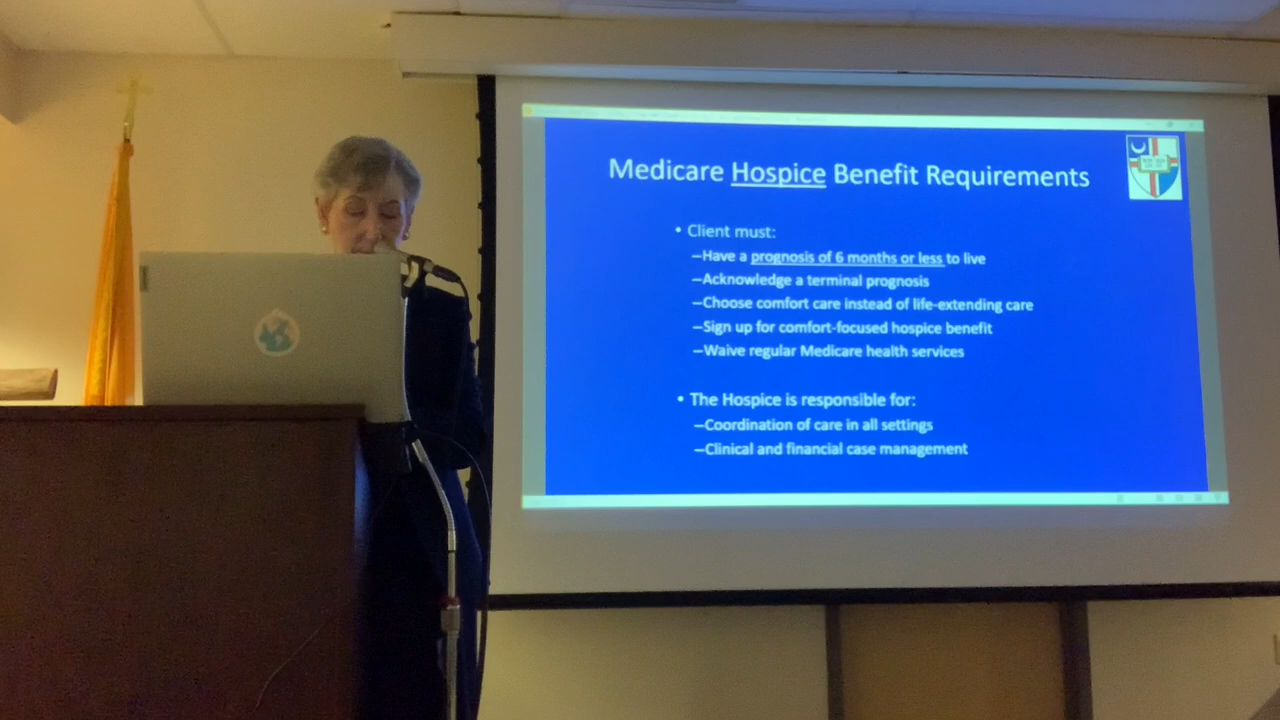 Medicare Hospice Benefit Requirements
• Client must:
–Have a prognosis of 6 months or less to live
–Acknowledge a terminal prognosis
–Choose comfort care instead of life-extending care
–Sign up for comfort-focused hospice benefit
–Waive regular Medicare health services
• The Hospice is responsible for:
–Coordination of care in all settings
–Clinical and financial case management